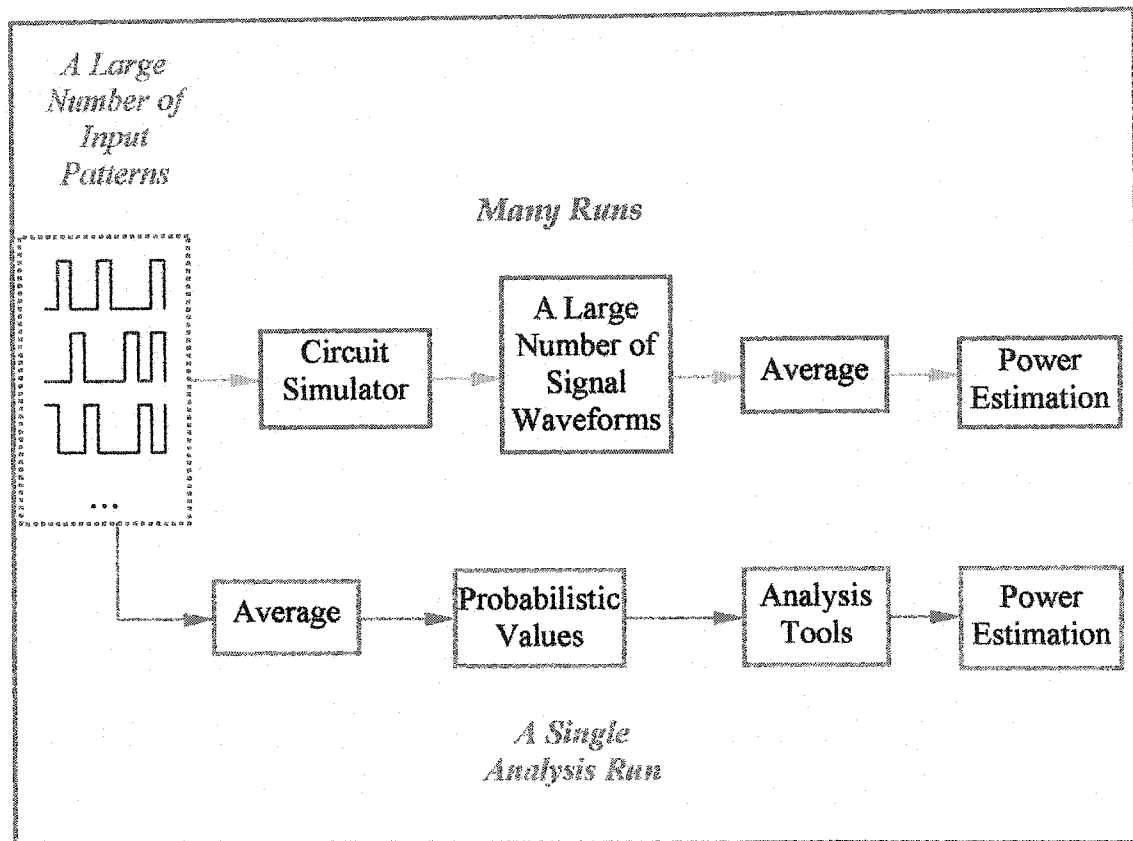 A Large
Number of
Input
Patterns
Many Runs
Circuit
Simulator
A Large
Number of
Signal
Waveforms
Average
Power
Estimation
...
Average
Probabilistic
Values
Analysis
Tools
Power
Estimation
A Single
Analysis Run